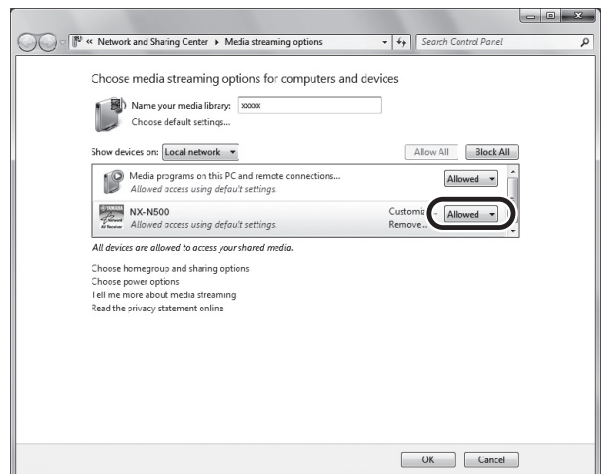 « Network and Sharing Center ▸ Media streaming options
Search Control Panel
Choose media streaming options for computers and devices
Name your media library: xxxxx
Choose default settings...
Show devices on: Local network
Allow All
Block All
Media programs on this PC and remote connections...
Allowed access using default settings.
Allowed
NX-N500
Allowed access using default settings.
Customiz
Remove...
Allowed
All devices are allowed to access your shared media.
Choose homegroup and sharing options
Choose power options
Tell me more about media streaming
Read the privacy statement online
OK
Cancel